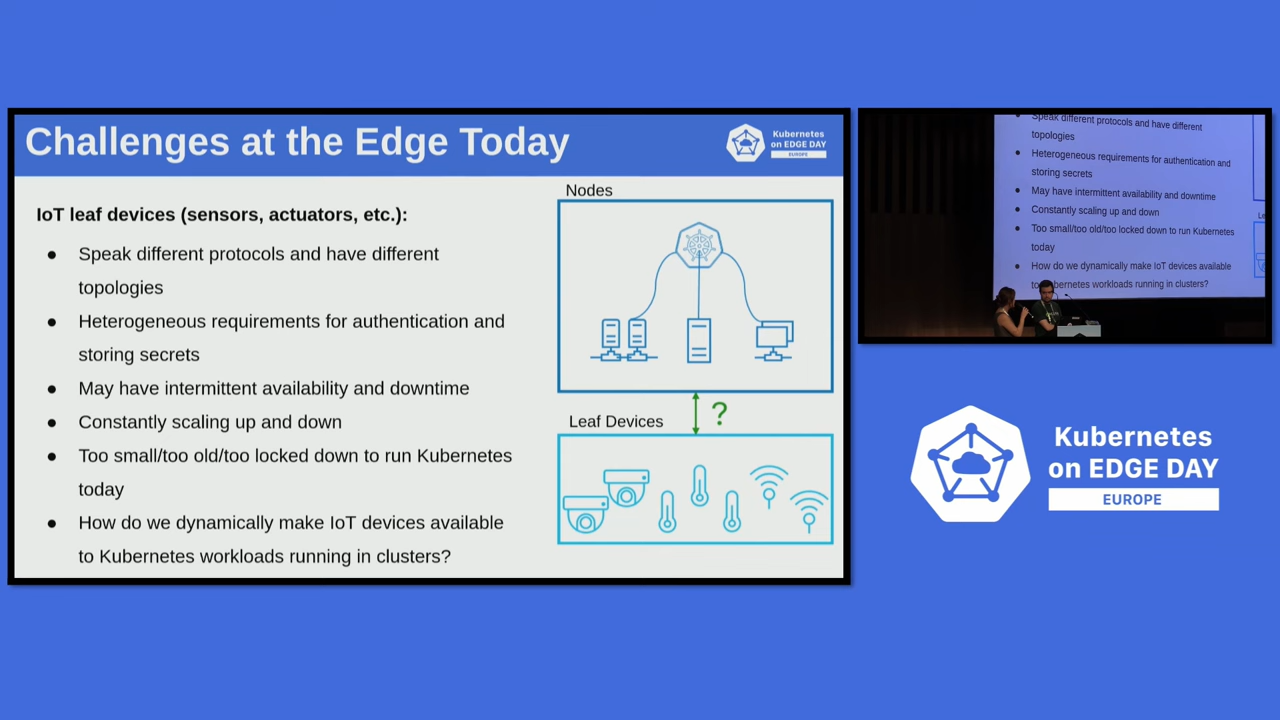 Challenges at the Edge Today
Kubernetes
on EDGE DAY
EUROPE
IoT leaf devices (sensors, actuators, etc.):
● Speak different protocols and have different
topologies
● Heterogeneous requirements for authentication and
storing secrets
● May have intermittent availability and downtime
● Constantly scaling up and down
● Too small/too old/too locked down to run Kubernetes
today
● How do we dynamically make IoT devices available
to Kubernetes workloads running in clusters?
Nodes
?
Leaf Devices
Speak different protocols and have different
topologies
● Heterogeneous requirements for authentication and
storing secrets
● May have intermittent availability and downtime
● Constantly scaling up and down
● Too small/too old/too locked down to run Kubernetes
today
● How do we dynamically make IoT devices available
workloads running in clusters?
Kubernetes
on EDGE DAY
EUROPE